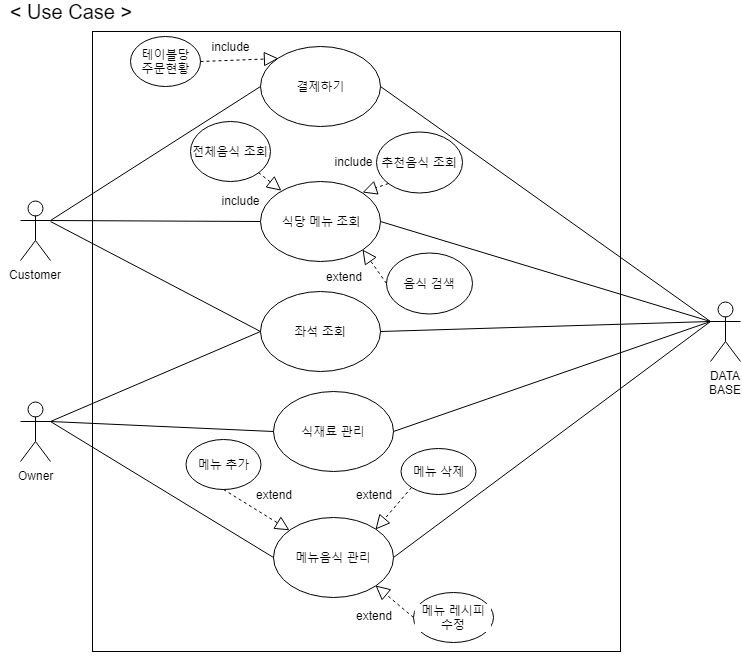 < Use Case >
테이블당
주문현황
include
결제하기
전체음식 조회
include
추천음식 조회
include
식당 메뉴 조회
Customer
extend
음식 검색
좌석 조회
DATA
BASE
식재료 관리
Owner
메뉴 추가
메뉴 삭제
extend
extend
메뉴음식 관리
extend
메뉴 레시피
수정